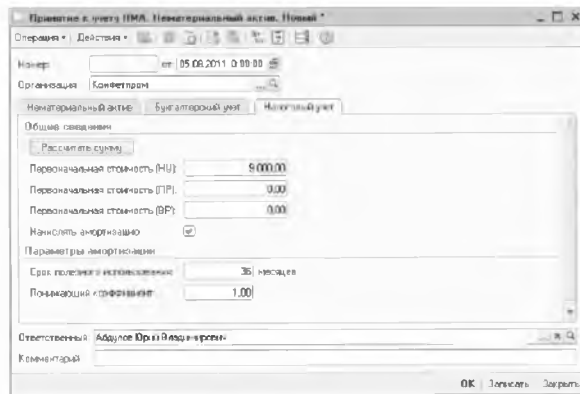 Принятие к учету НМА. Нематериальный актив. Новый *
Операция Действия
Номер: от: 05.08.2011 0:00:00
Организация: Конфетпром ...
Нематериальный актив Бухгалтерский учет Налоговый учет
Общие сведения
Рассчитать сумму
Первоначальная стоимость (НУ): 9 000,00
Первоначальная стоимость (ПР): 0,00
Первоначальная стоимость (ВР): 0,00
Начислять амортизацию
Параметры амортизации
Срок полезного использования: 36 месяцев
Понижающий коэффициент: 1,00
Ответственный: Абдулов Юрий Владимирович ... x
Комментарий:
OK Записать Закрыть